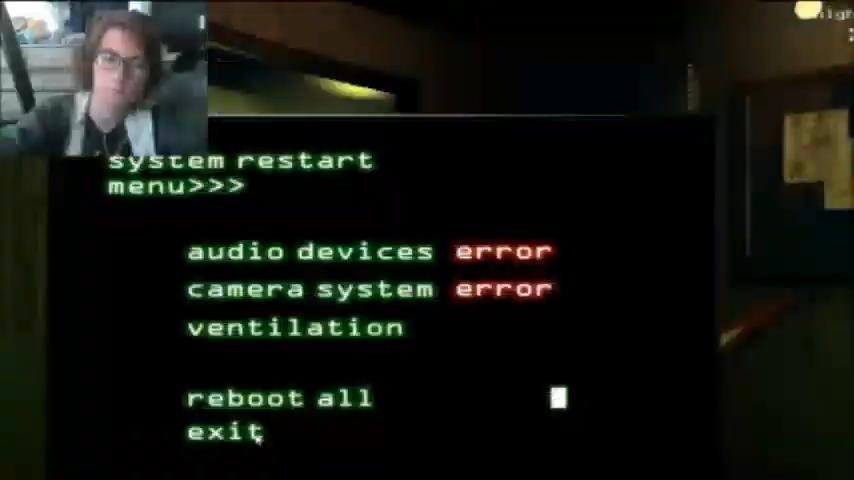 system restart
menu>>>
audio devices error
camera system error
ventilation
reboot all
exit